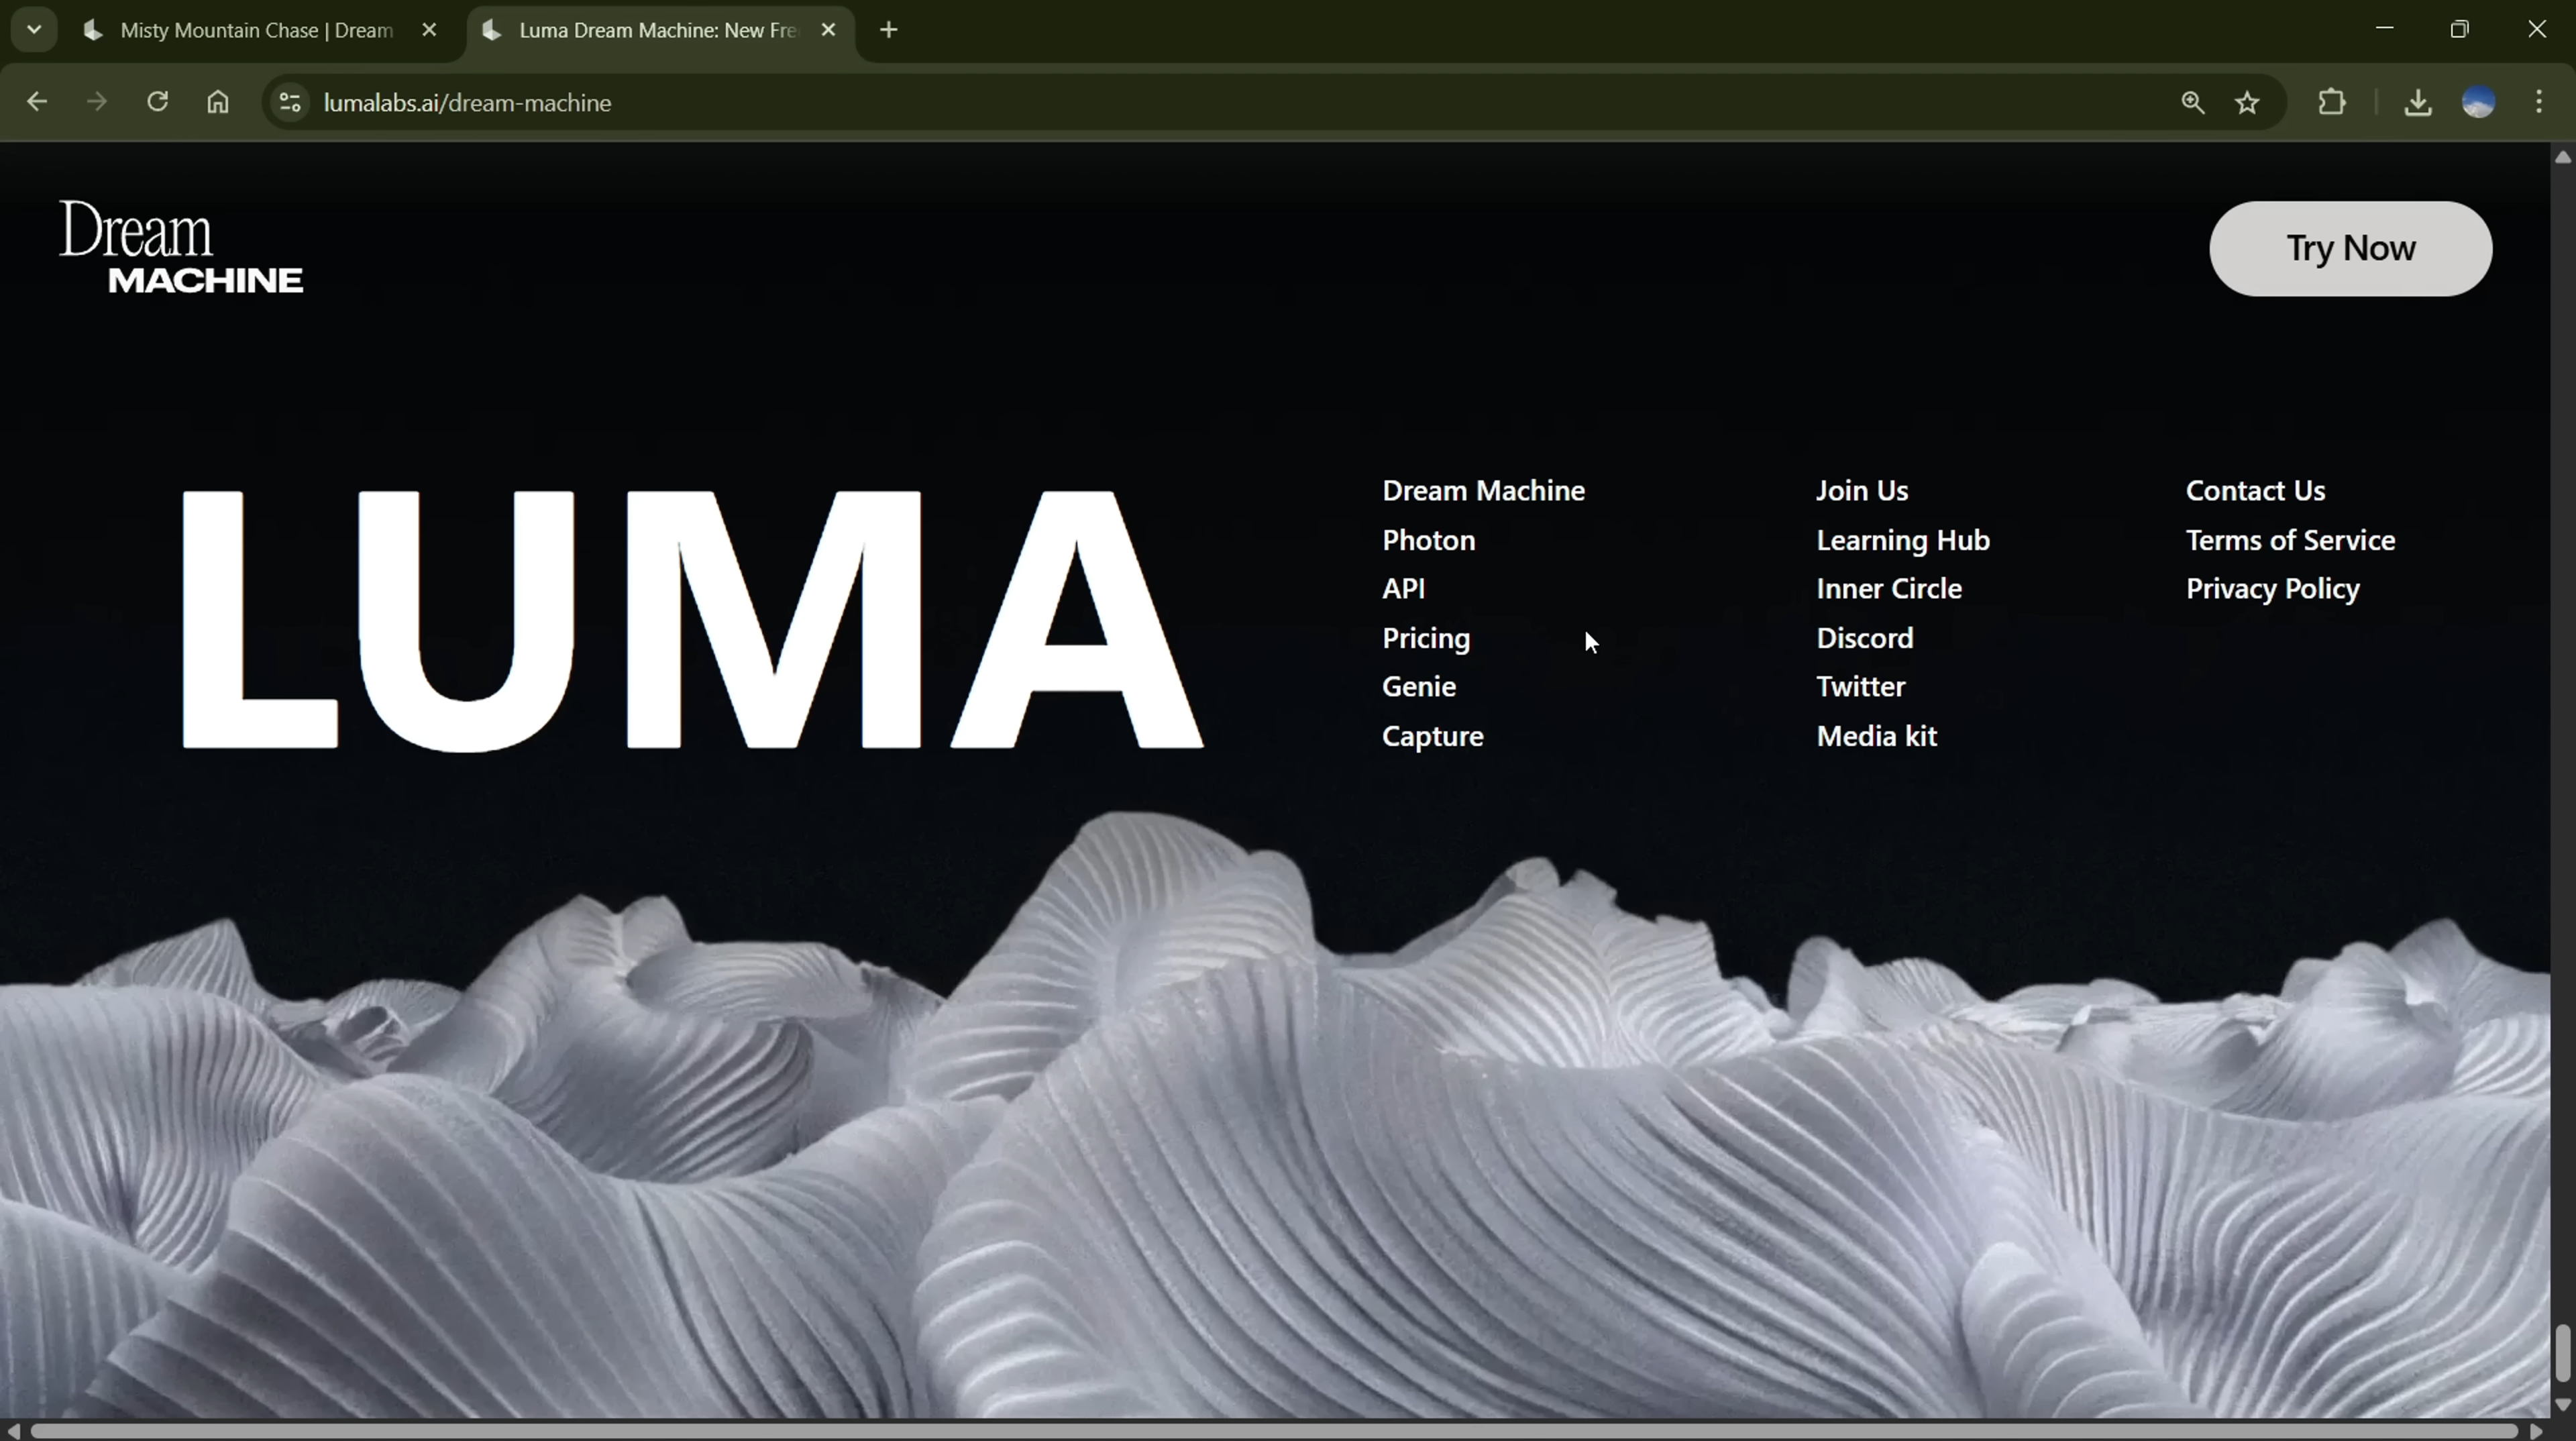 Misty Mountain Chase | Dream
Luma Dream Machine: New Fre
lumalabs.ai/dream-machine
Dream
MACHINE
Try Now
LUMA
Dream Machine
Photon
API
Pricing
Genie
Capture
Join Us
Learning Hub
Inner Circle
Discord
Twitter
Media kit
Contact Us
Terms of Service
Privacy Policy